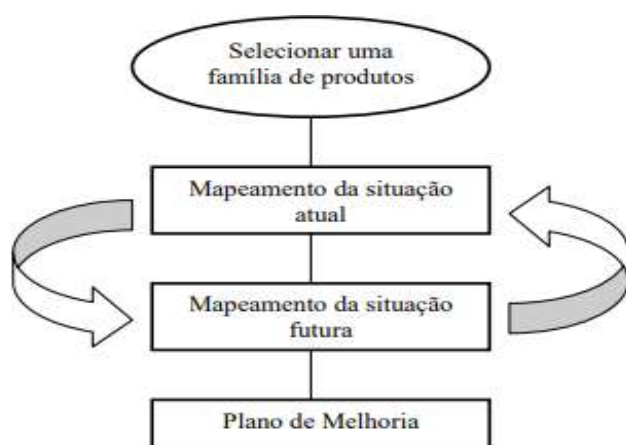 Selecionar uma
família de produtos
Mapeamento da situação
atual
Mapeamento da situação
futura
Plano de Melhoria